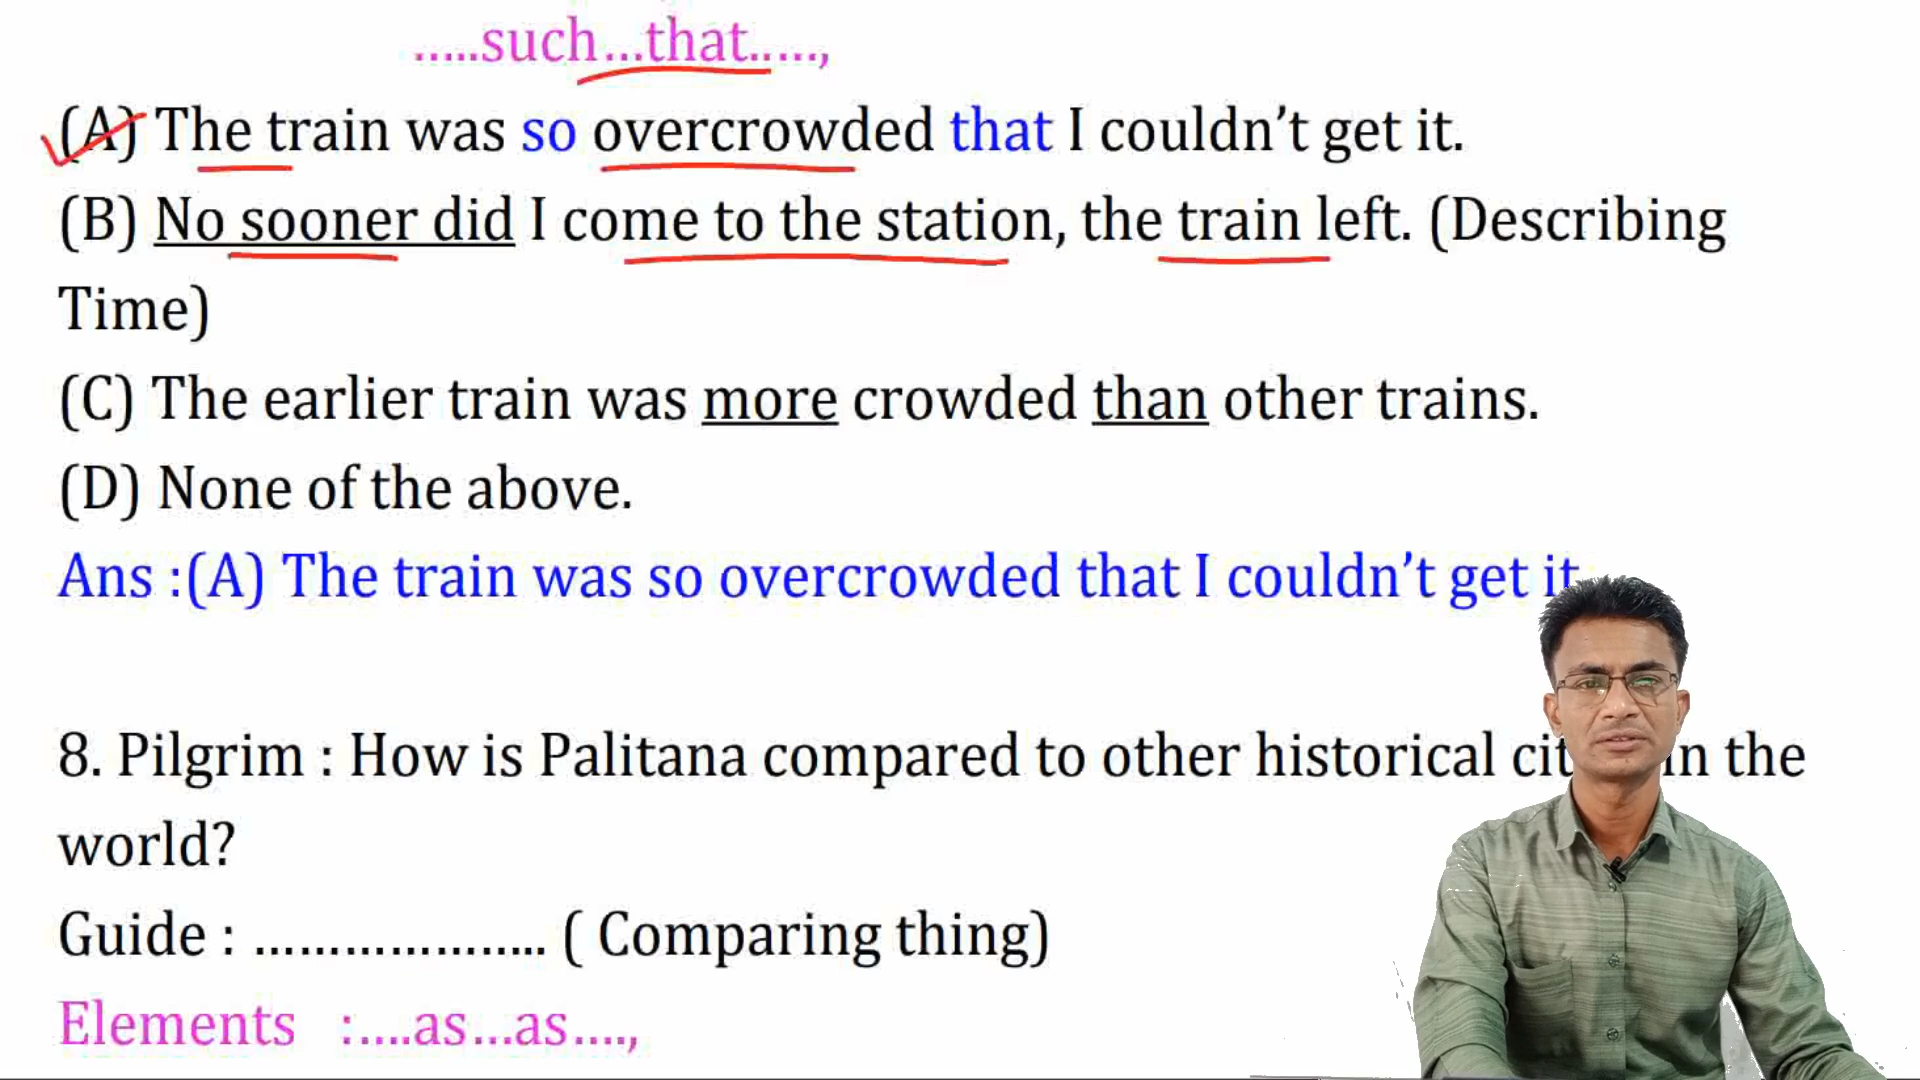 .....such...that.....,
(A) The train was so overcrowded that I couldn’t get it.
(B) No sooner did I come to the station, the train left. (Describing
Time)
(C) The earlier train was more crowded than other trains.
(D) None of the above.
Ans :(A) The train was so overcrowded that I couldn’t get it
8. Pilgrim : How is Palitana compared to other historical in the
world?
Guide : ...................... ( Comparing thing)
Elements :....as...as....,